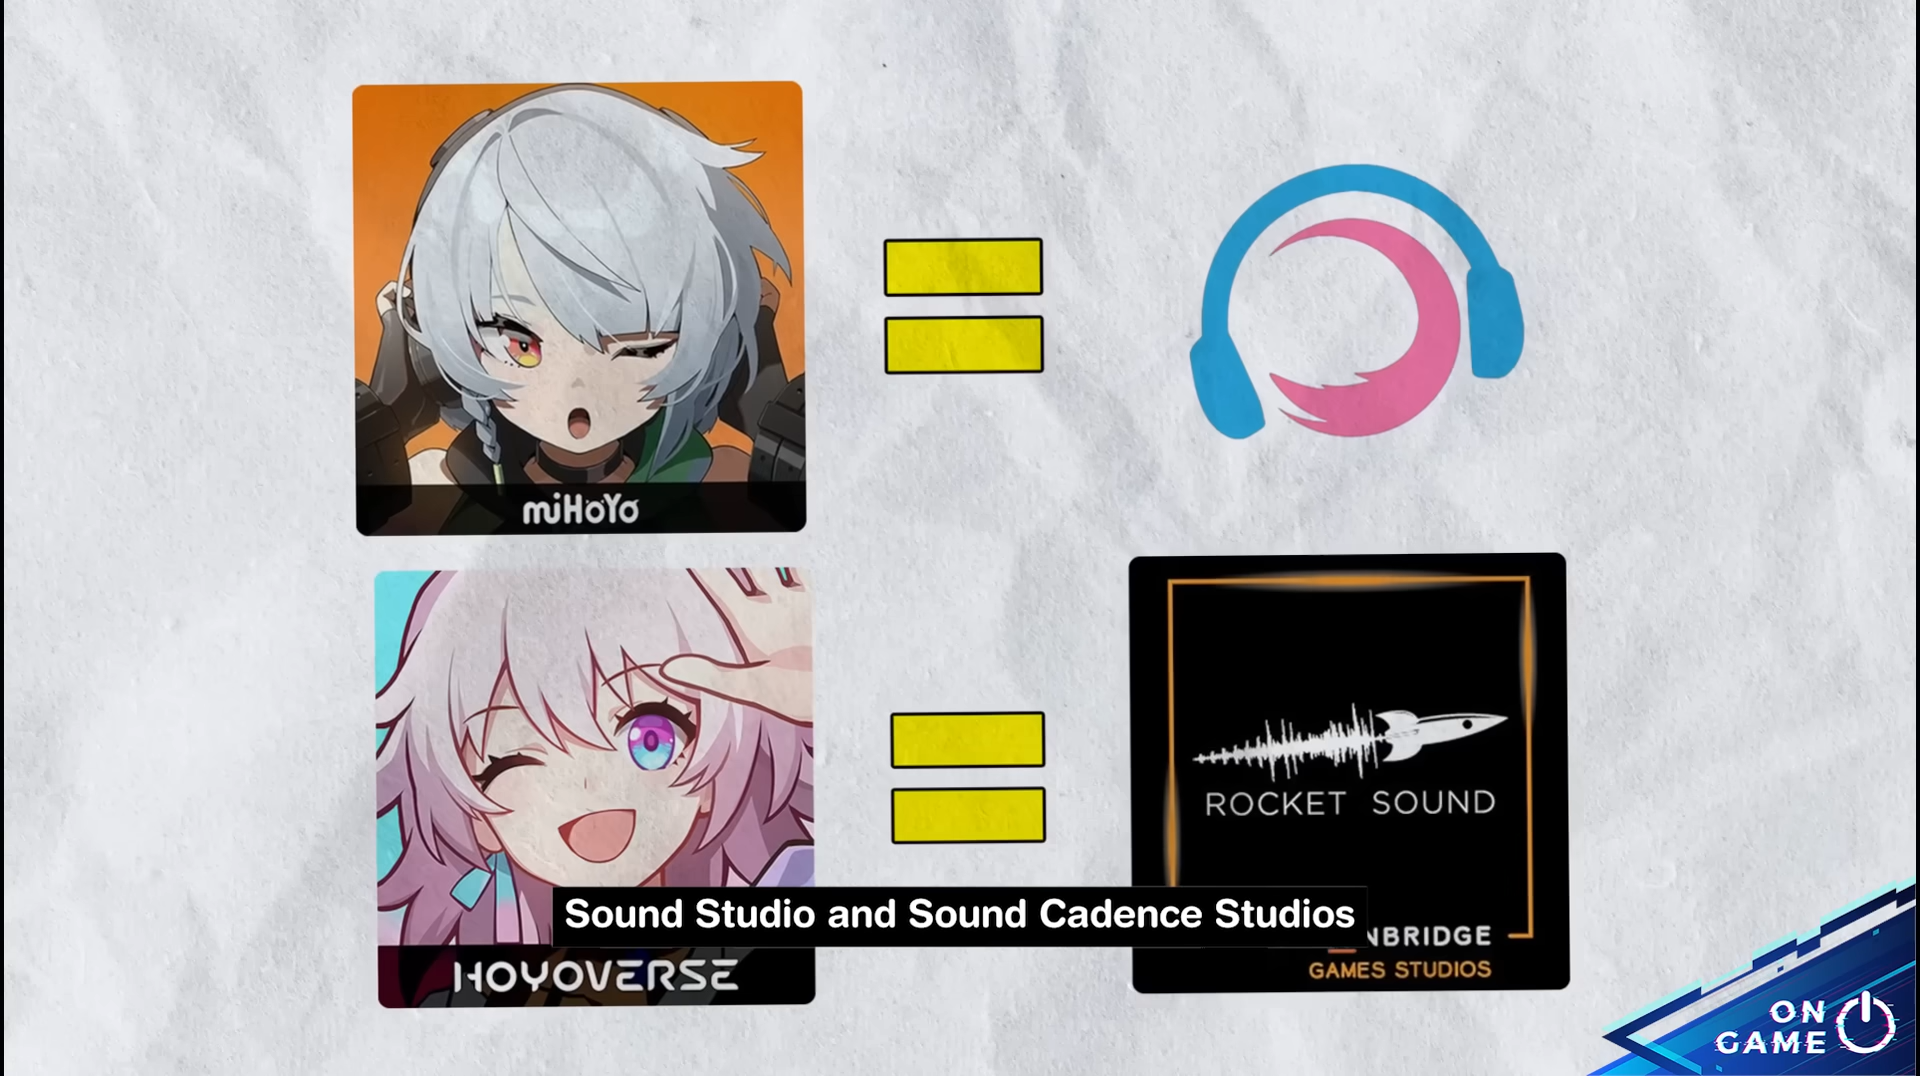 miHoYo
ROCKET SOUND
Sound Studio and Sound Cadence Studios
NBRIDGE
GAMES STUDIOS
HOYOVERSE
ON
GAME